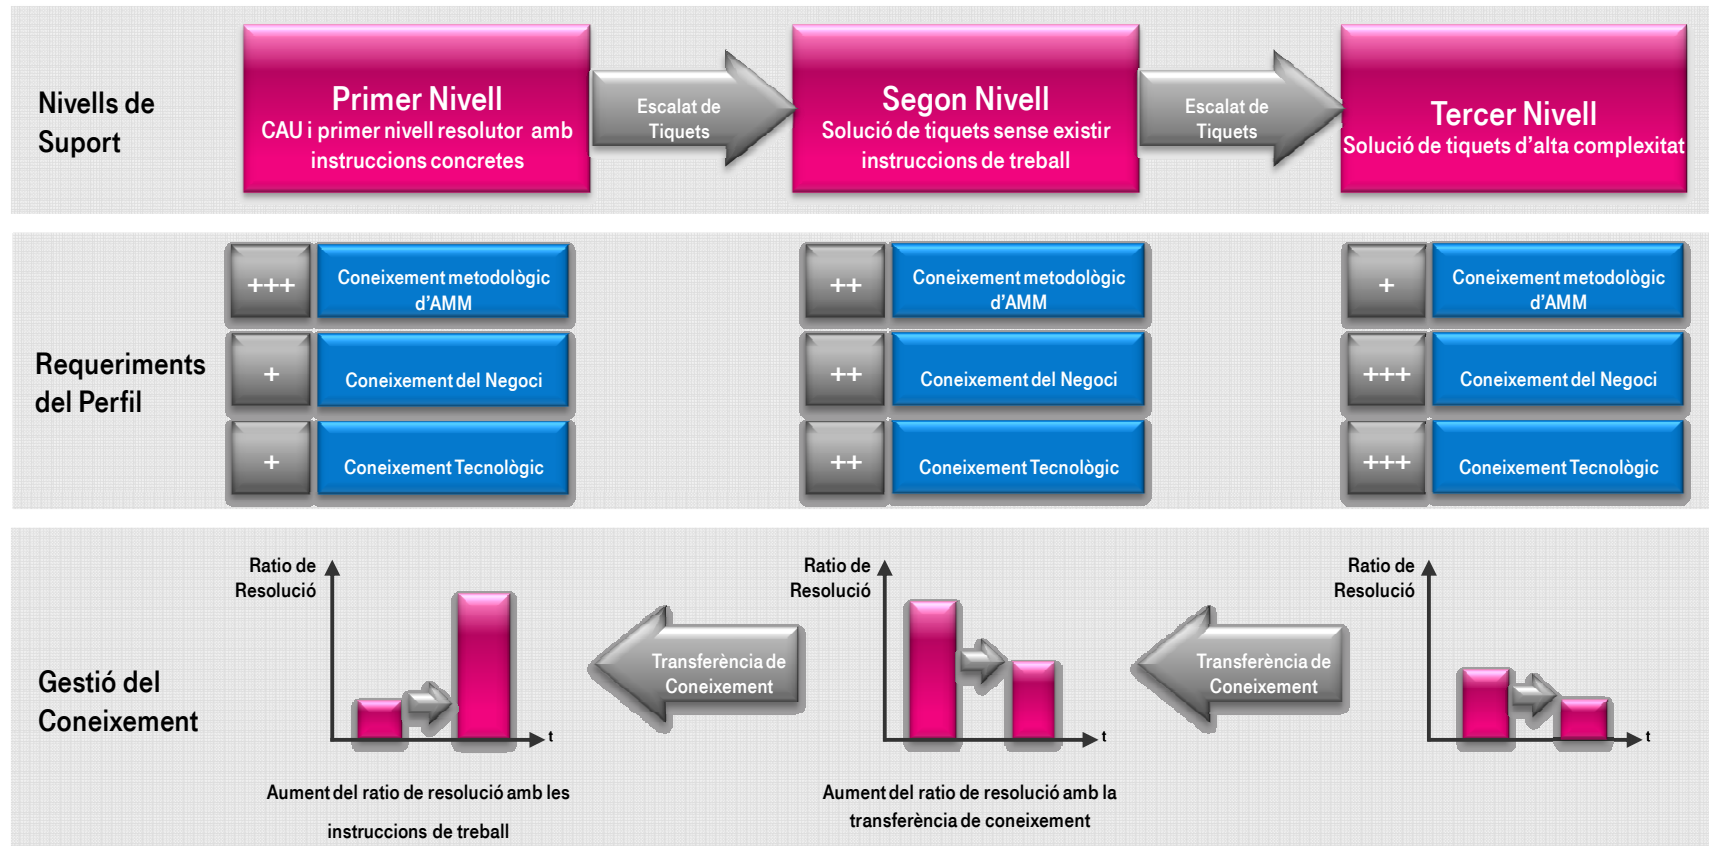 Nivells de
Suport
Primer Nivell
CAU i primer nivell resolutor amb
instruccions concretes
Escalat de
Tiquets
Segon Nivell
Solució de tiquets sense existir
instruccions de treball
Escalat de
Tiquets
Tercer Nivell
Solució de tiquets d'alta complexitat
Requeriments
del Perfil
+++
Coneixement metodològic
d'AMM
++
Coneixement metodològic
d'AMM
+
Coneixement metodològic
d'AMM
+
Coneixement del Negoci
++
Coneixement del Negoci
+++
Coneixement del Negoci
+
Coneixement Tecnològic
++
Coneixement Tecnològic
+++
Coneixement Tecnològic
Gestió del
Coneixement
Ratio de
Resolució
t
Aument del ratio de resolució amb les
instruccions de treball
Transferència de
Coneixement
Ratio de
Resolució
t
Aument del ratio de resolució amb la
transferència de coneixement
Transferència de
Coneixement
Ratio de
Resolució
t